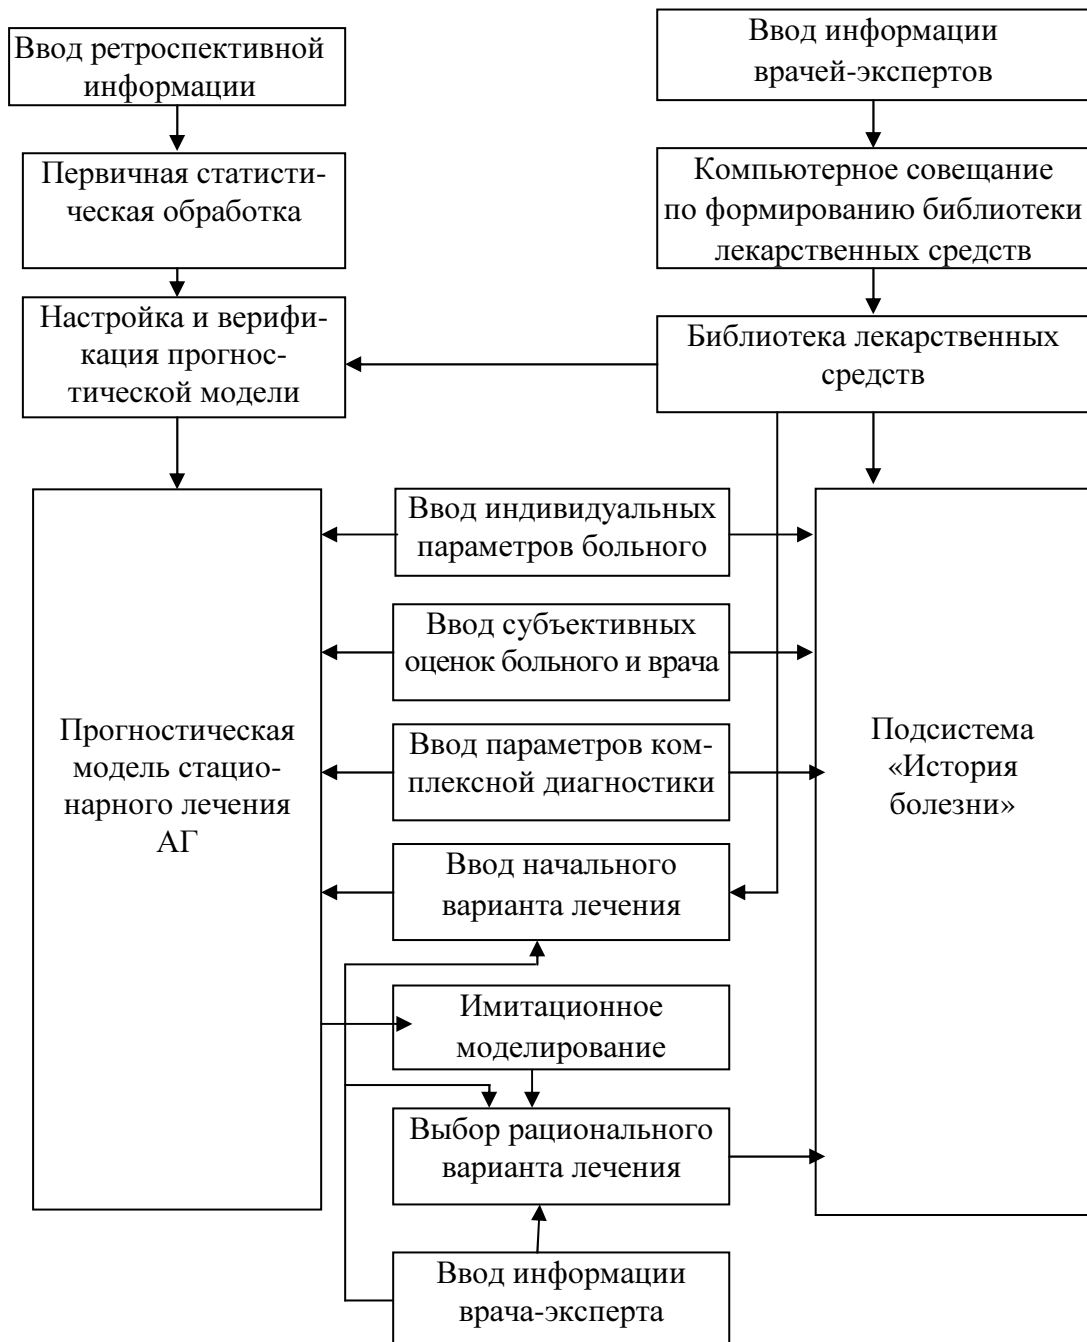 Ввод ретроспективной
информации
Ввод информации
врачей-экспертов
Первичная статисти-
ческая обработка
Компьютерное совещание
по формированию библиотеки
лекарственных средств
Настройка и верифи-
кация прогнос-
тической модели
Библиотека лекарственных
средств
Ввод индивидуальных
параметров больного
Ввод субъективных
оценок больного и врача
Прогностическая
модель стацио-
нарного лечения
АГ
Ввод параметров ком-
плексной диагностики
Подсистема
«История
болезни»
Ввод начального
варианта лечения
Имитационное
моделирование
Выбор рационального
варианта лечения
Ввод информации
врача-эксперта